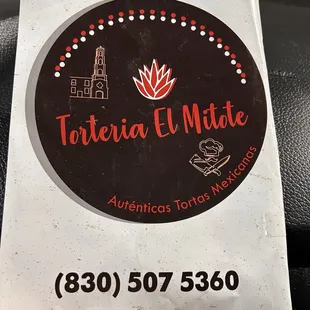 Torteria El Mitote
Auténticas Tortas Mexicanas
(830) 507 5360